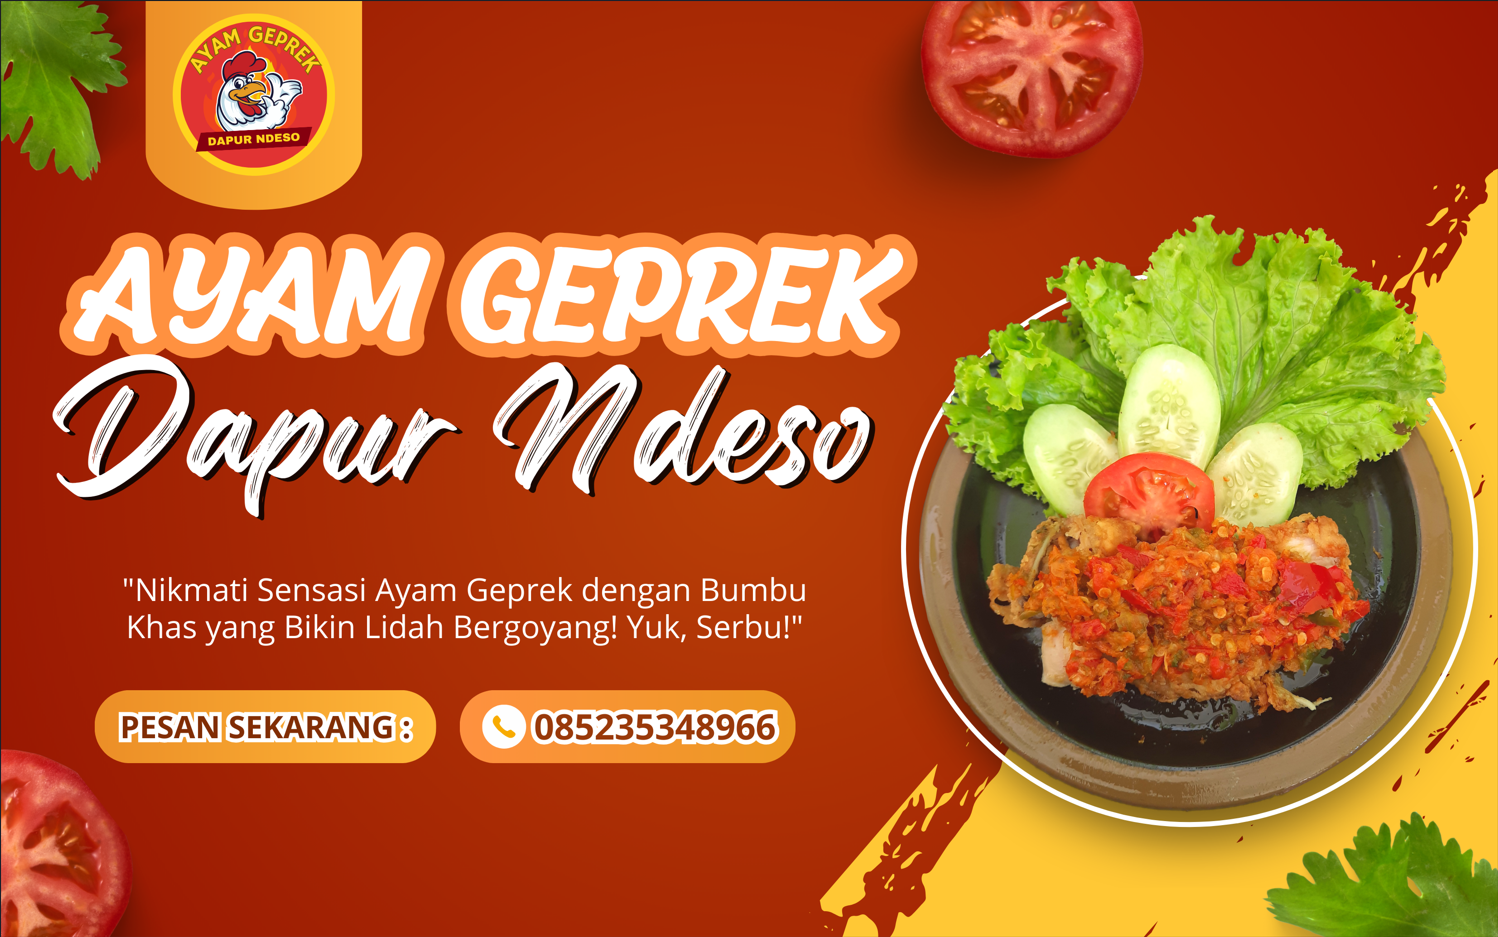 AYAM GEPREK
DAPUR NDESO
AYAM GEPREK
Dapur Ndeso
"Nikmati Sensasi Ayam Geprek dengan Bumbu
Khas yang Bikin Lidah Bergoyang! Yuk, Serbu!"
PESAN SEKARANG :
085235348966